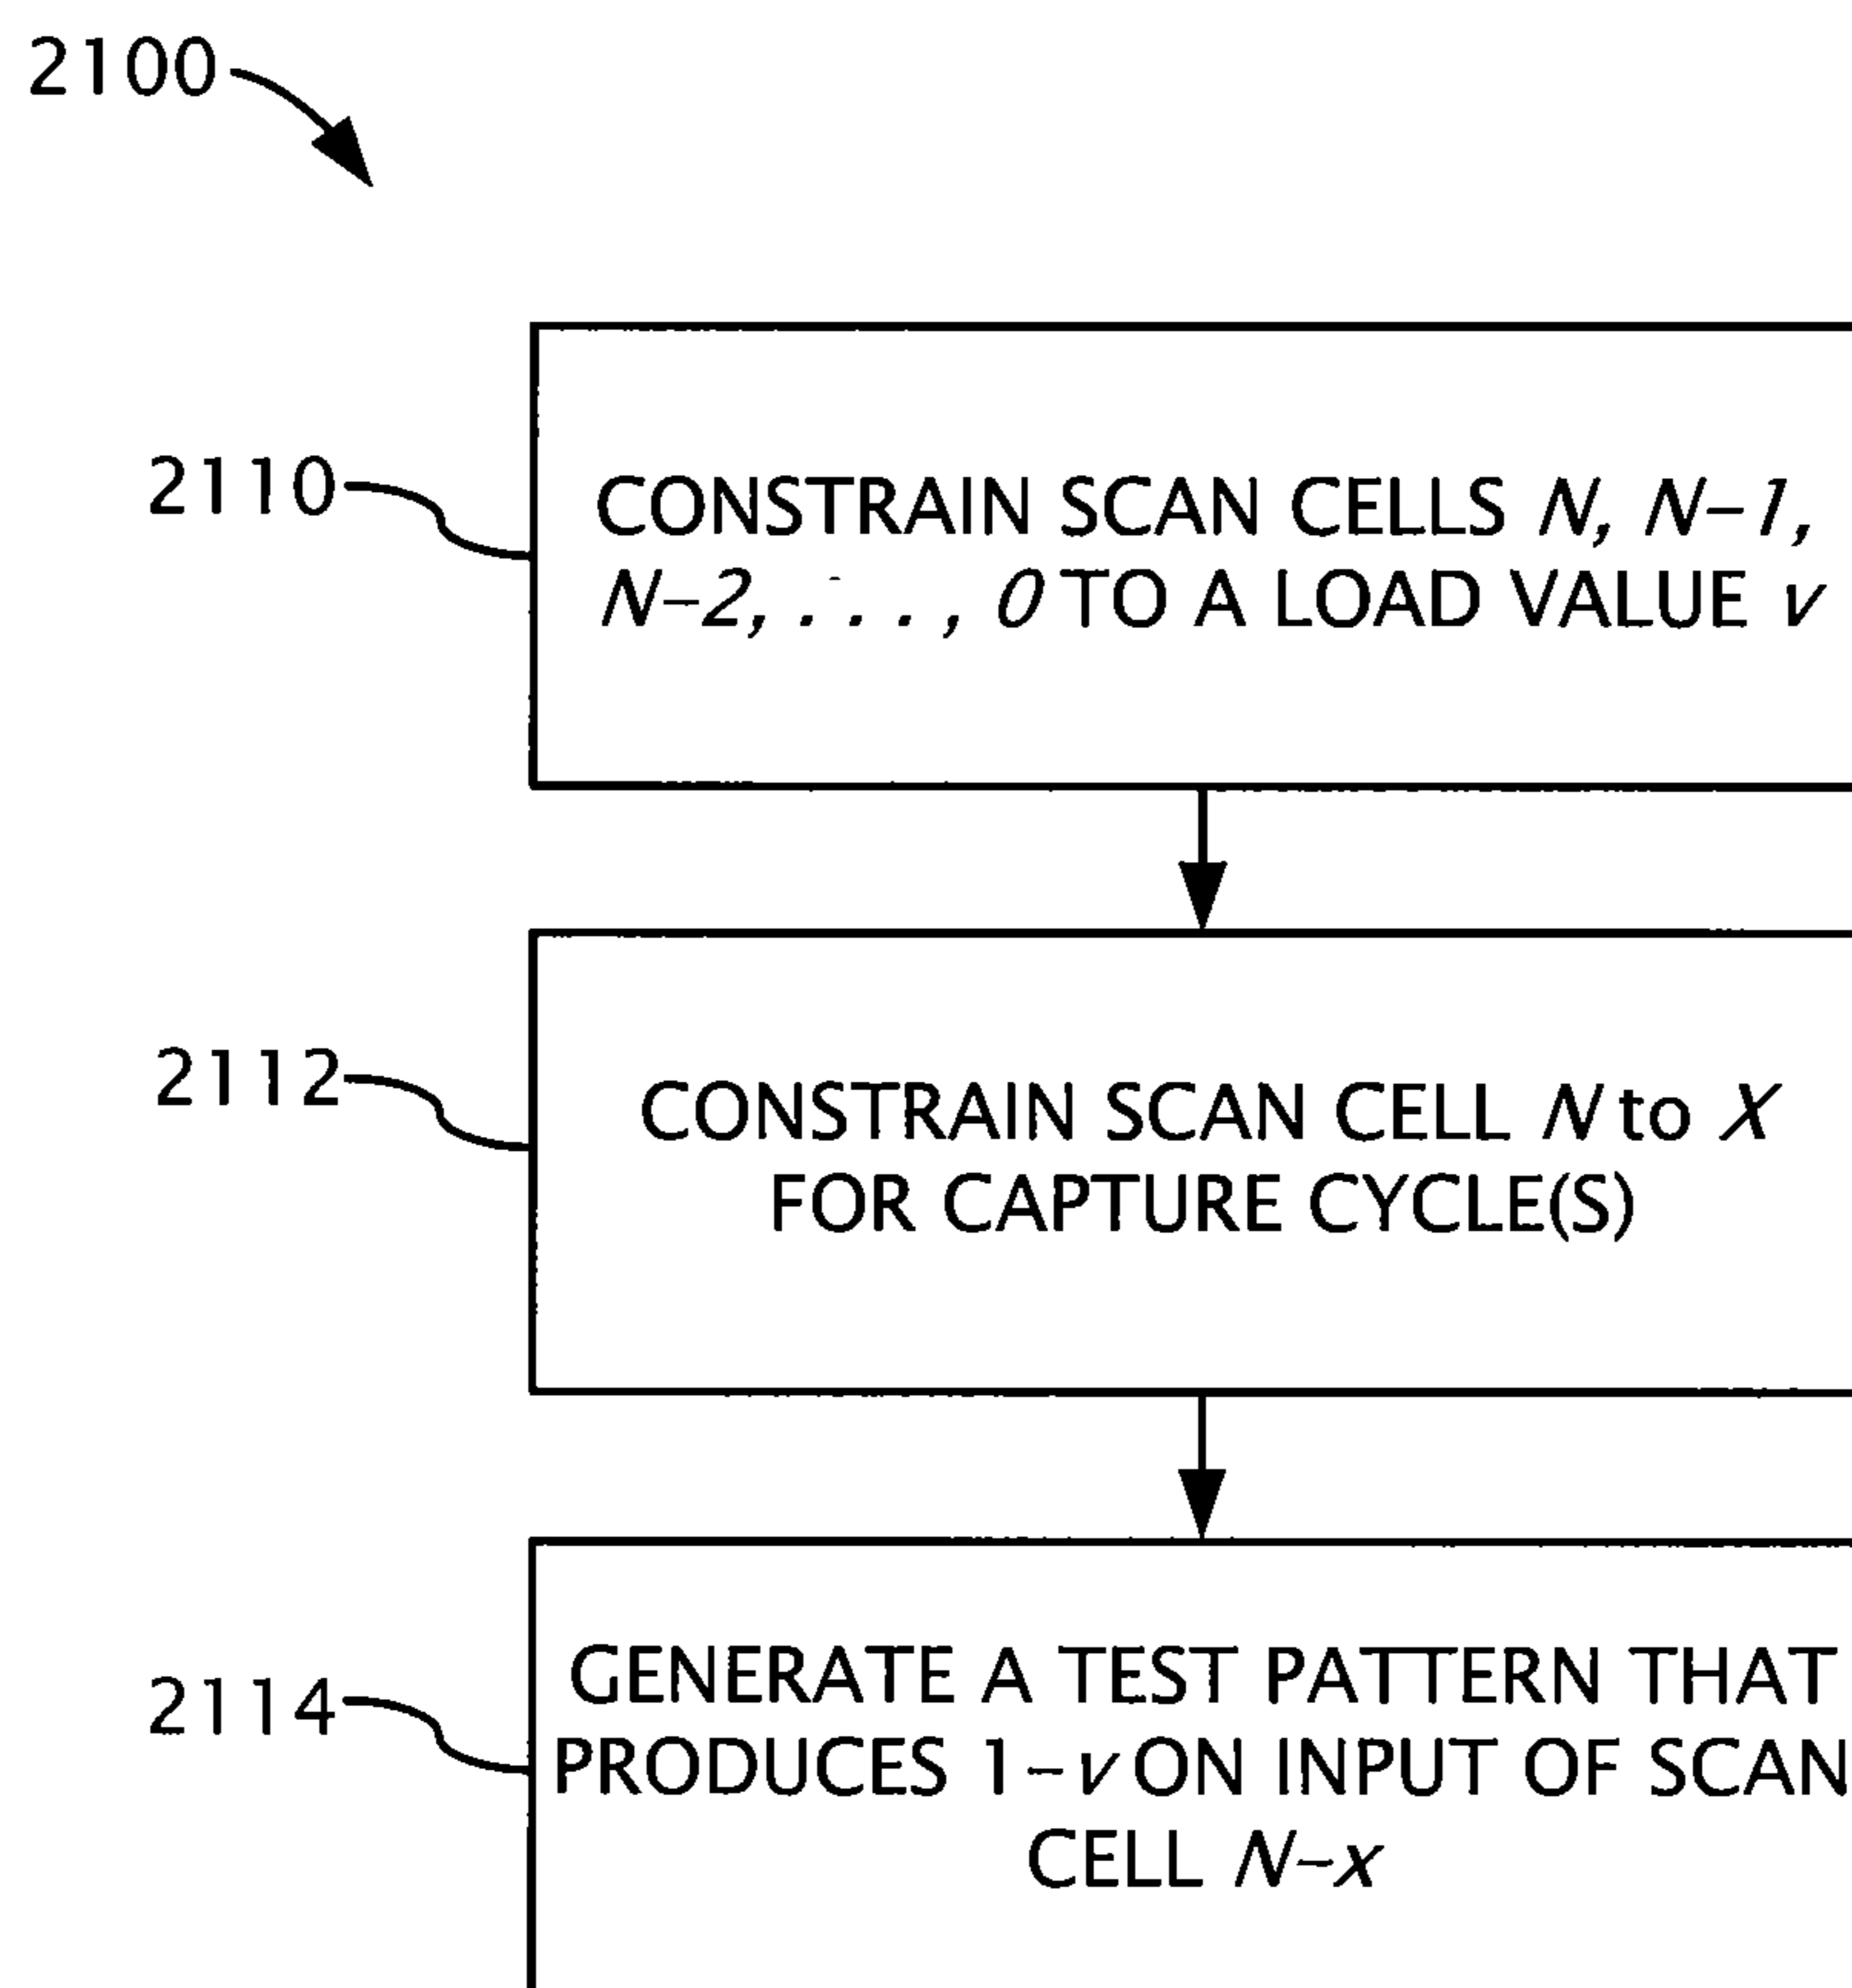 2100
2110
CONSTRAIN SCAN CELLS N, N–1,
N–2, . . . , 0 TO A LOAD VALUE v
2112
CONSTRAIN SCAN CELL N to X
FOR CAPTURE CYCLE(S)
2114
GENERATE A TEST PATTERN THAT
PRODUCES 1–v ON INPUT OF SCAN
CELL N–x